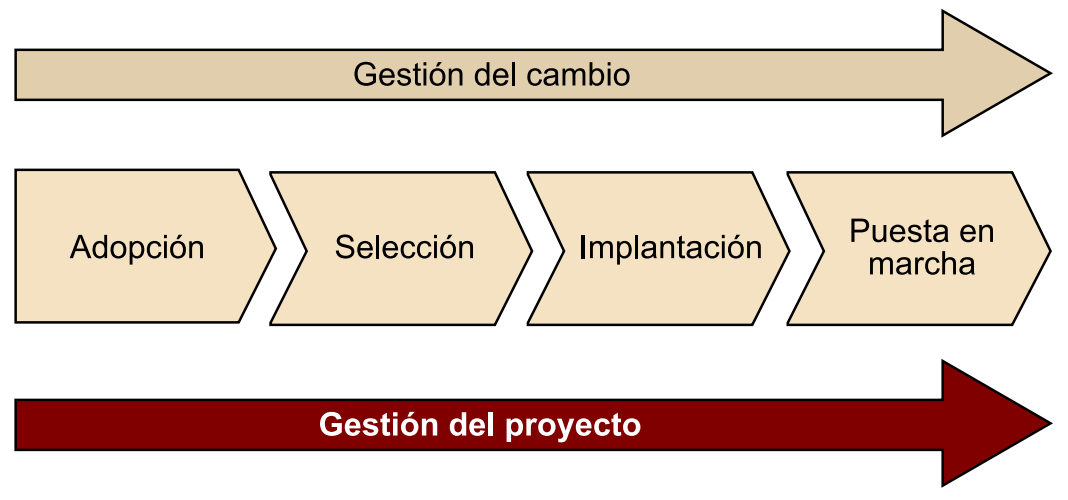 Gestión del cambio
Adopción
Selección
Implantación
Puesta en
marcha
Gestión del proyecto